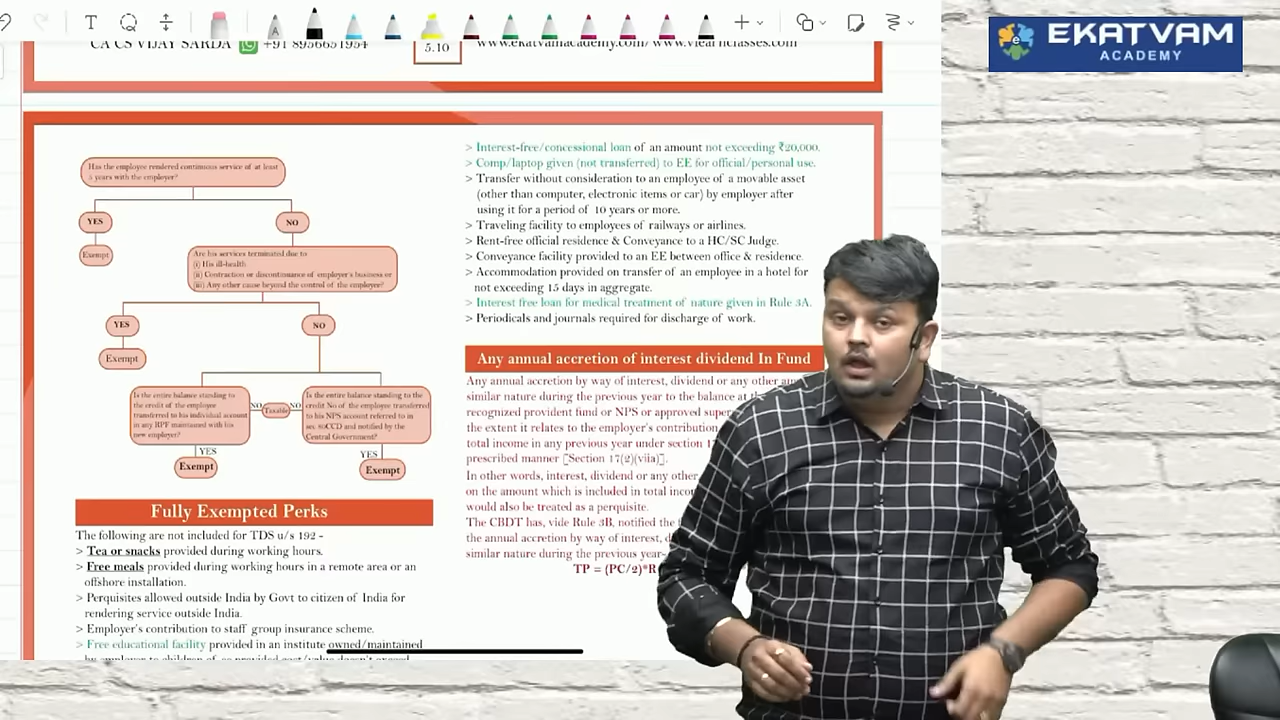 CA CS VIJAY SARDA +91 8956651954
5.10
www.ekatvamacademy.com/ www.vlearnclasses.com
EKATVAM
ACADEMY
Has the employee rendered continuous service of at least
5 years with the employer?
YES
NO
Exempt
Are his services terminated due to
(i) His ill-health
(ii) Contraction or discontinuance of employer's business or
(iii) Any other cause beyond the control of the employee?
YES
NO
Exempt
Is the entire balance standing to
the credit of the employee
transferred to his individual account
in any RPF maintained with his
new employer?
NO
Taxable
NO
Is the entire balance standing to the
credit No of the employee transferred
to his NPS account referred to in
sec 80CCD and notified by the
Central Government?
YES
YES
Exempt
Exempt
Fully Exempted Perks
The following are not included for TDS u/s 192 -
> Tea or snacks provided during working hours.
> Free meals provided during working hours in a remote area or an
offshore installation.
> Perquisites allowed outside India by Govt to citizen of India for
rendering service outside India.
> Employer's contribution to staff group insurance scheme.
> Free educational facility provided in an institute owned/maintained
> Interest-free/concessional loan of an amount not exceeding ₹20,000.
> Comp/laptop given (not transferred) to EE for official/personal use.
> Transfer without consideration to an employee of a movable asset
(other than computer, electronic items or car) by employer after
using it for a period of 10 years or more.
> Traveling facility to employees of railways or airlines.
> Rent-free official residence & Conveyance to a HC/SC Judge.
> Conveyance facility provided to an EE between office & residence.
> Accommodation provided on transfer of an employee in a hotel for
not exceeding 15 days in aggregate.
> Interest free loan for medical treatment of nature given in Rule 3A.
> Periodicals and journals required for discharge of work.
Any annual accretion of interest dividend In Fund
Any annual accretion by way of interest, dividend or any other
similar nature during the previous year to the balance at
recognized provident fund or NPS or approved
the extent it relates to the employer's contribution
total income in any previous year under section
prescribed manner [Section 17(2)(viia)].
In other words, interest, dividend or any other
on the amount which is included in total
would also be treated as a perquisite.
The CBDT has, vide Rule 3B, notified the
the annual accretion by way of interest,
similar nature during the previous year-
TP = (PC/2)*R